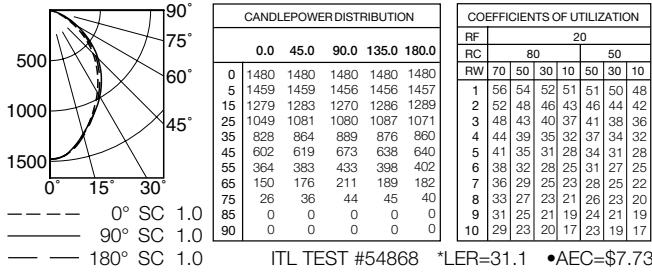 90°
75°
60°
45°
500
1000
1500
0° 15° 30°
0° SC 1.0
90° SC 1.0
180° SC 1.0
CANDLEPOWER DISTRIBUTION
0.0 45.0 90.0 135.0 180.0
0 1480 1480 1480 1480 1480
5 1459 1459 1456 1456 1457
15 1279 1283 1270 1286 1289
25 1049 1081 1080 1087 1071
35 828 864 889 876 860
45 602 619 673 638 640
55 364 383 433 398 402
65 150 176 211 189 182
75 26 36 44 45 40
85 0 0 0 0 0
90 0 0 0 0 0
COEFFICIENTS OF UTILIZATION
RF 20
RC 80 50
RW 70 50 30 10 50 30 10
1 56 54 52 51 51 50 48
2 52 48 46 43 46 44 42
3 48 43 40 37 41 38 36
4 44 39 35 32 37 34 32
5 41 35 31 28 34 31 28
6 38 32 28 25 31 27 25
7 36 29 25 23 28 25 22
8 33 27 23 21 26 23 20
9 31 25 21 19 24 21 19
10 29 23 20 17 23 19 17
ITL TEST #54868 *LER=31.1 •AEC=$7.73